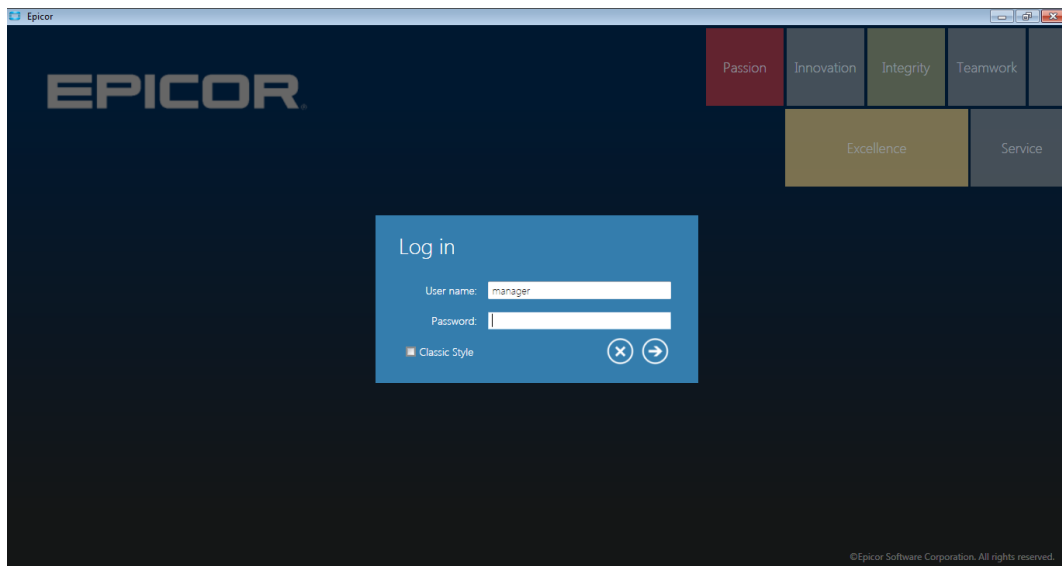 Epicor
EPICOR®
Passion
Innovation
Integrity
Teamwork
Excellence
Service
Log in
User name: manager
Password:
Classic Style
©Epicor Software Corporation. All rights reserved.